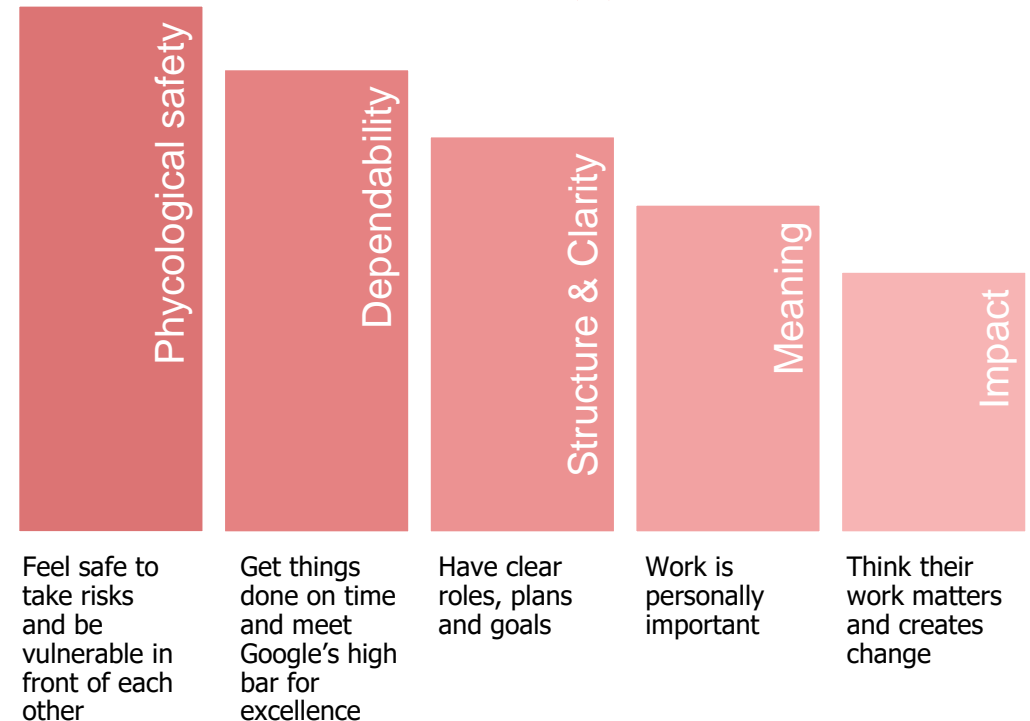 Phycological safety
Dependability
Structure & Clarity
Meaning
Impact
Feel safe to
take risks
and be
vulnerable in
front of each
other
Get things
done on time
and meet
Google’s high
bar for
excellence
Have clear
roles, plans
and goals
Work is
personally
important
Think their
work matters
and creates
change